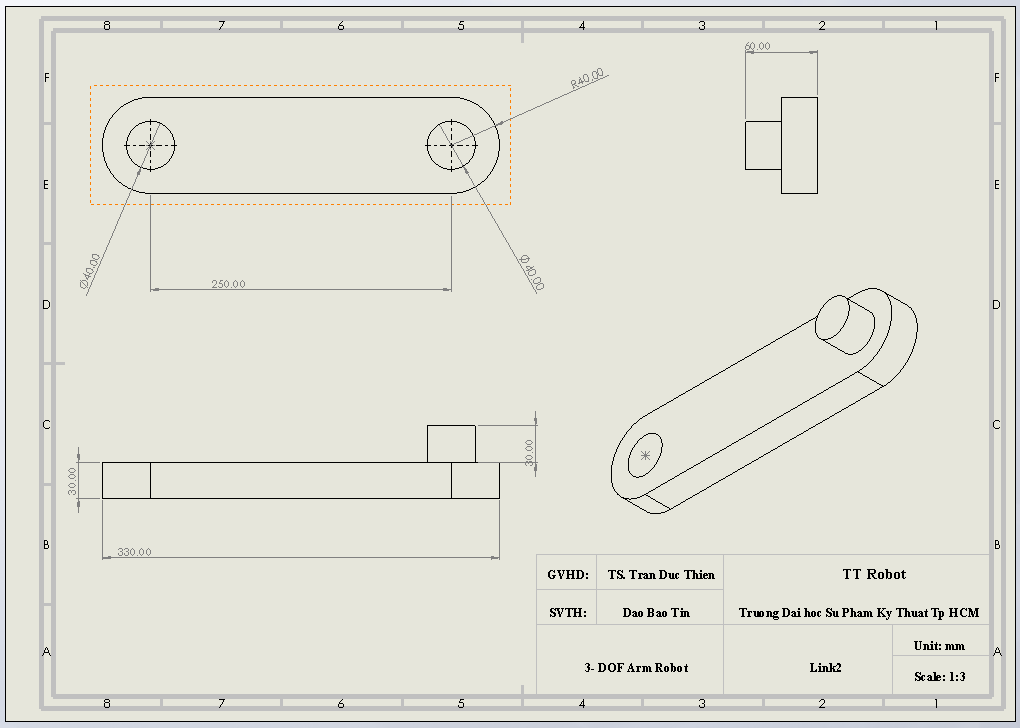 8 7 6 5 4 3 2 1
60.00
R40.00
F F
E E
Ø40.00
Ø40.00
250.00
D D
C C
30.00
30.00
330.00
B B
GVHD: TS. Tran Duc Thien TT Robot
SVTH: Dao Bao Tin Truong Dai hoc Su Pham Ky Thuat Tp HCM
Unit: mm
A A
3- DOF Arm Robot Link2
Scale: 1:3
8 7 6 5 4 3 2 1